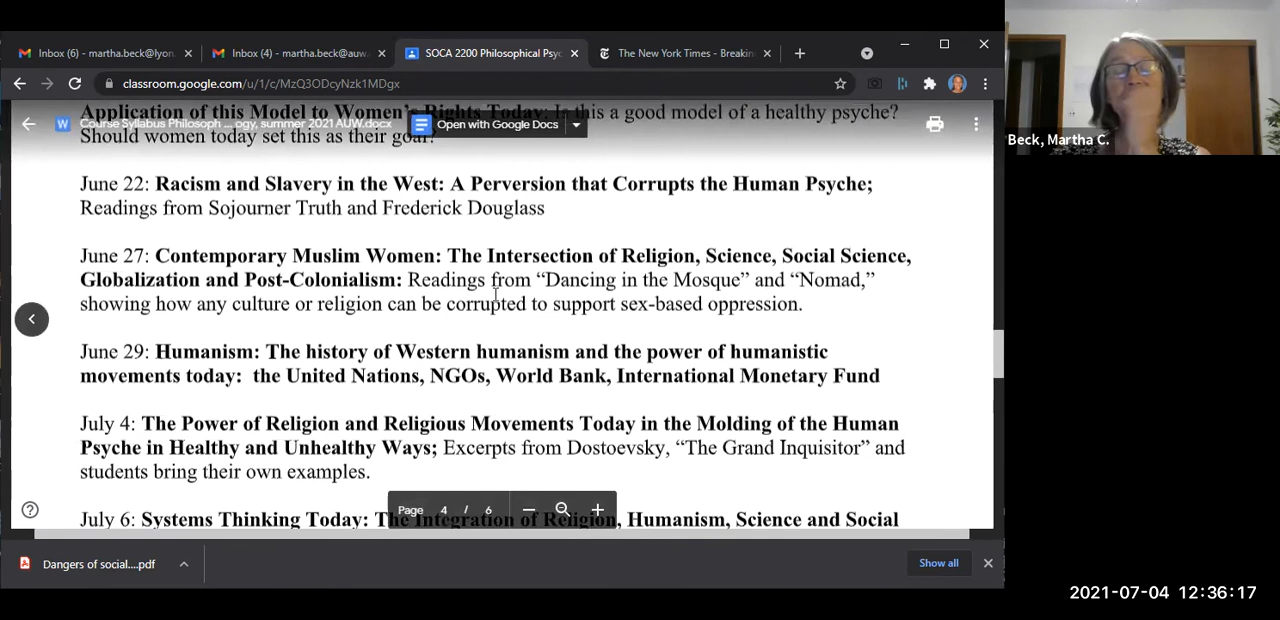 Inbox (6) - martha.beck@lyon.
Inbox (4) - martha.beck@auw.
SOCA 2200 Philosophical Psyc
The New York Times - Breakin
classroom.google.com/u/1/c/MzQ3ODcyNzk1MDgx
Application of this Model to Women's Rights Today: Is this a good model of a healthy psyche?
Course Syllabus Philosoph ... ogy, summer 2021 AUW.docx
Open with Google Docs
Should women today set this as their goal?
Beck, Martha C.
June 22: Racism and Slavery in the West: A Perversion that Corrupts the Human Psyche;
Readings from Sojourner Truth and Frederick Douglass
June 27: Contemporary Muslim Women: The Intersection of Religion, Science, Social Science,
Globalization and Post-Colonialism: Readings from “Dancing in the Mosque” and “Nomad,”
showing how any culture or religion can be corrupted to support sex-based oppression.
June 29: Humanism: The history of Western humanism and the power of humanistic
movements today:  the United Nations, NGOs, World Bank, International Monetary Fund
July 4: The Power of Religion and Religious Movements Today in the Molding of the Human
Psyche in Healthy and Unhealthy Ways; Excerpts from Dostoevsky, “The Grand Inquisitor” and
students bring their own examples.
Page 4 / 6
July 6: Systems Thinking Today: The Integration of Religion, Humanism, Science and Social
Dangers of social....pdf
Show all
2021-07-04 12:36:17